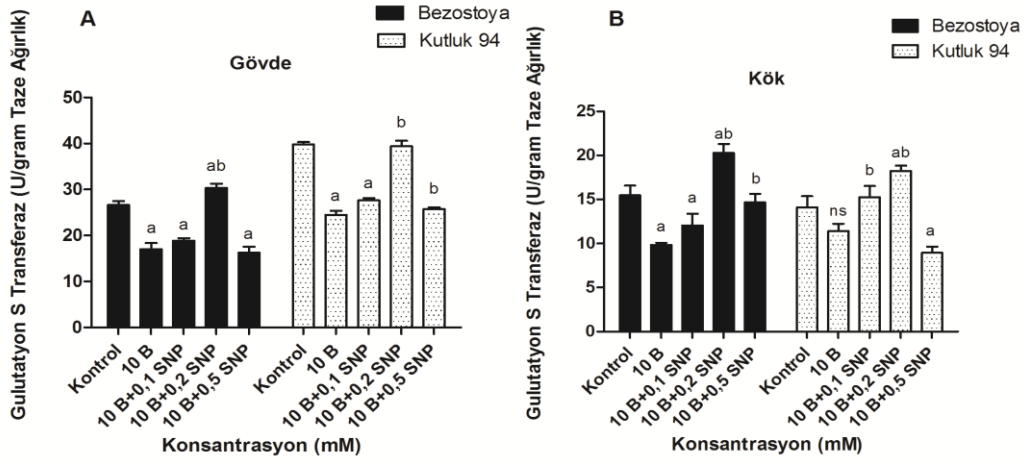 A
Bezostoya
Kutluk 94
Gövde
Gulutatyon S Transferaz (U/gram Taze Ağırlık)
50
40
30
20
10
0
a
a
ab
a
a
a
b
b
Kontrol
10 B
10 B+0,1 SNP
10 B+0,2 SNP
10 B+0,5 SNP
Kontrol
10 B
10 B+0,1 SNP
10 B+0,2 SNP
10 B+0,5 SNP
Konsantrasyon (mM)
B
Bezostoya
Kutluk 94
Kök
Gulutatyon S Transferaz (U/gram Taze Ağırlık)
25
20
15
10
5
0
a
a
ab
b
ns
b
ab
a
Kontrol
10 B
10 B+0,1 SNP
10 B+0,2 SNP
10 B+0,5 SNP
Kontrol
10 B
10 B+0,1 SNP
10 B+0,2 SNP
10 B+0,5 SNP
Konsantrasyon (mM)